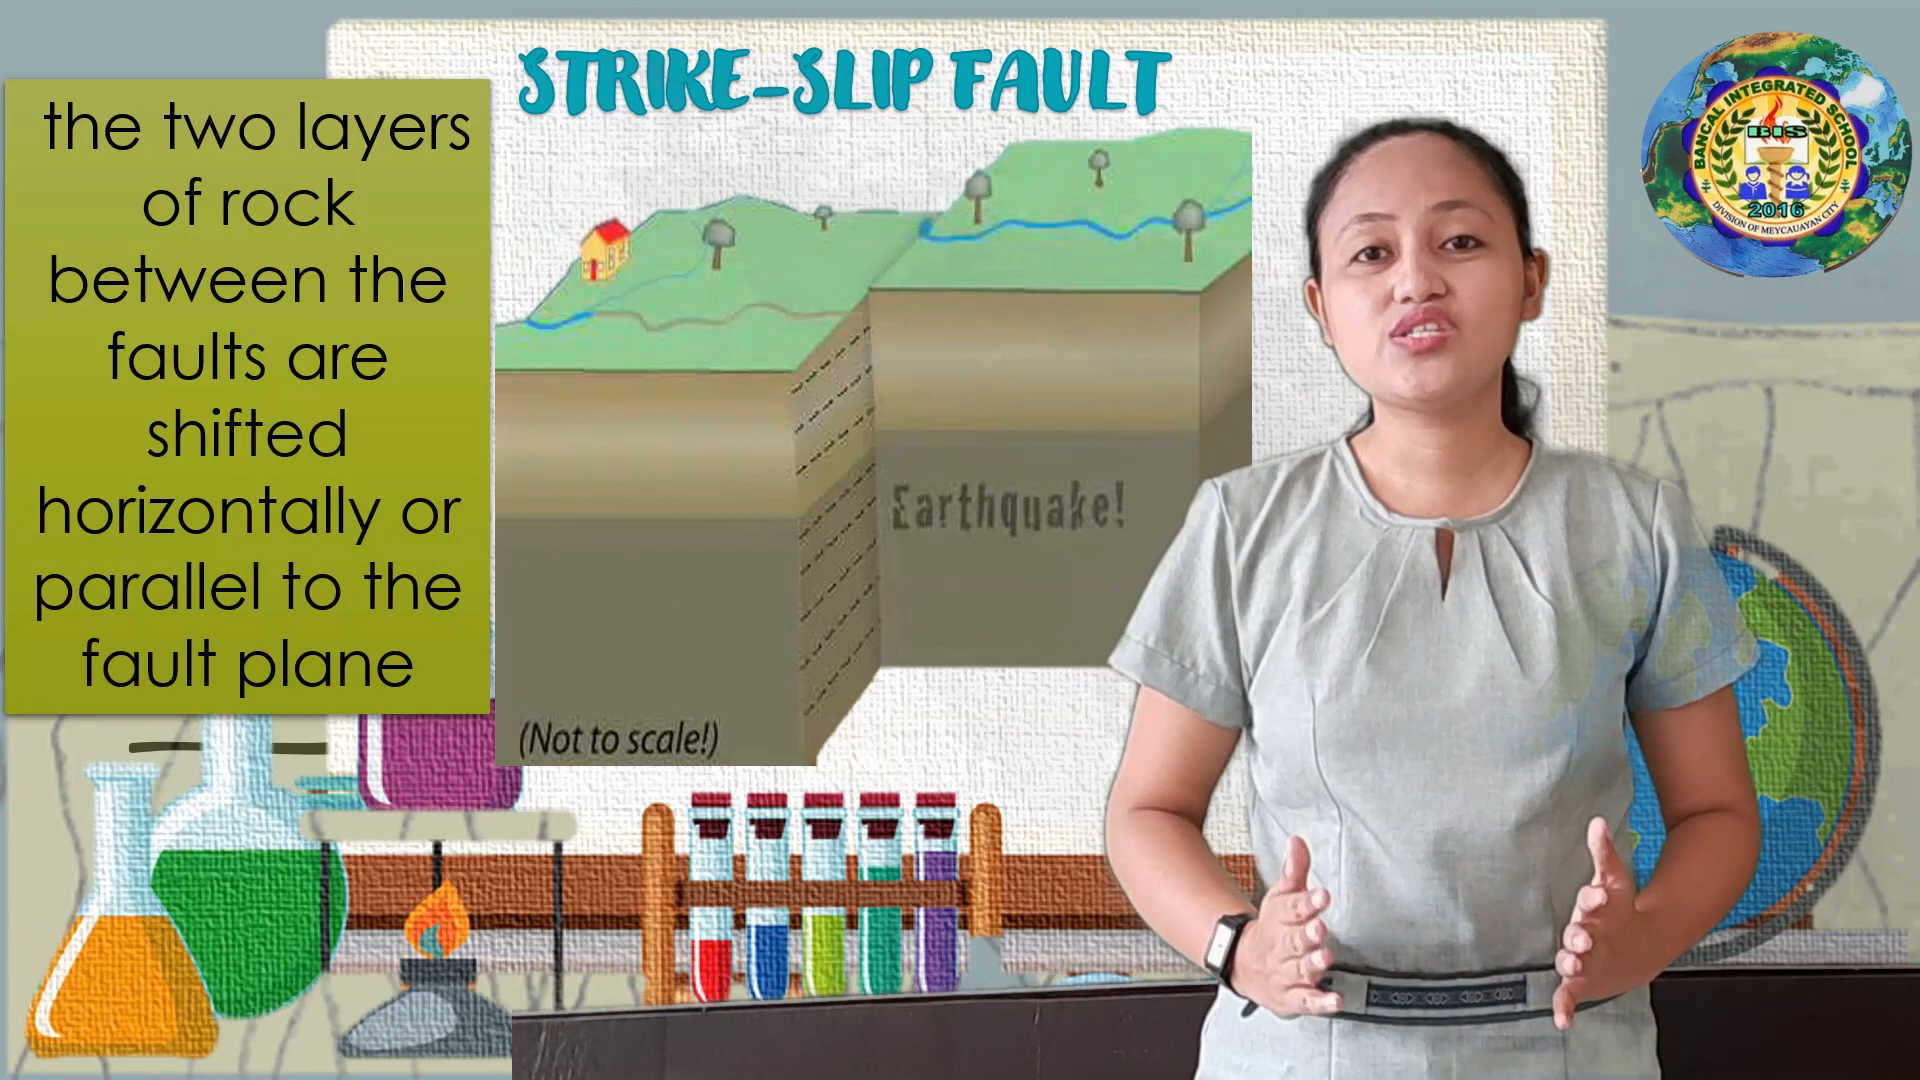 STRIKE-SLIP FAULT
the two layers
of rock
between the
faults are
shifted
horizontally or
parallel to the
fault plane
Earthquake!
(Not to scale!)
BANCAL INTEGRATED SCHOOL
BIS
2016
DIVISION OF MEYCAUAYAN CITY